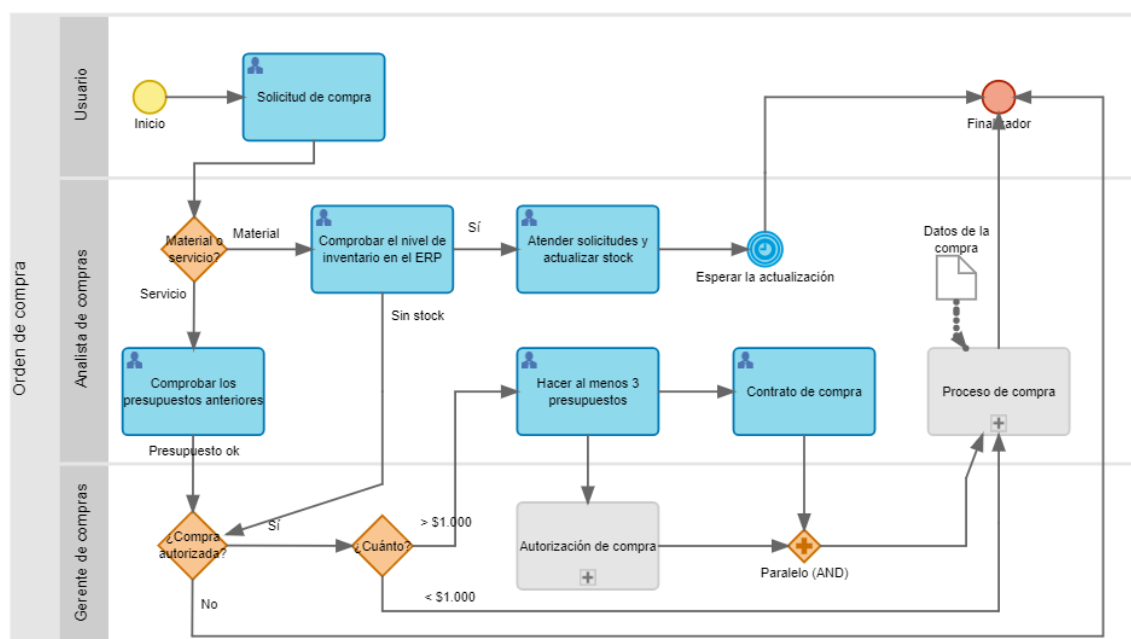 Orden de compra
Usuario
Inicio
Solicitud de compra
Finalizador
Analista de compras
Material o
servicio?
Material
Comprobar el nivel de
inventario en el ERP
Sí
Atender solicitudes y
actualizar stock
Esperar la actualización
Datos de la
compra
Servicio
Sin stock
Comprobar los
presupuestos anteriores
Hacer al menos 3
presupuestos
Contrato de compra
Proceso de compra
Presupuesto ok
Gerente de compras
¿Compra
autorizada?
Sí
¿Cuánto?
> $1.000
Autorización de compra
Paralelo (AND)
No
< $1.000